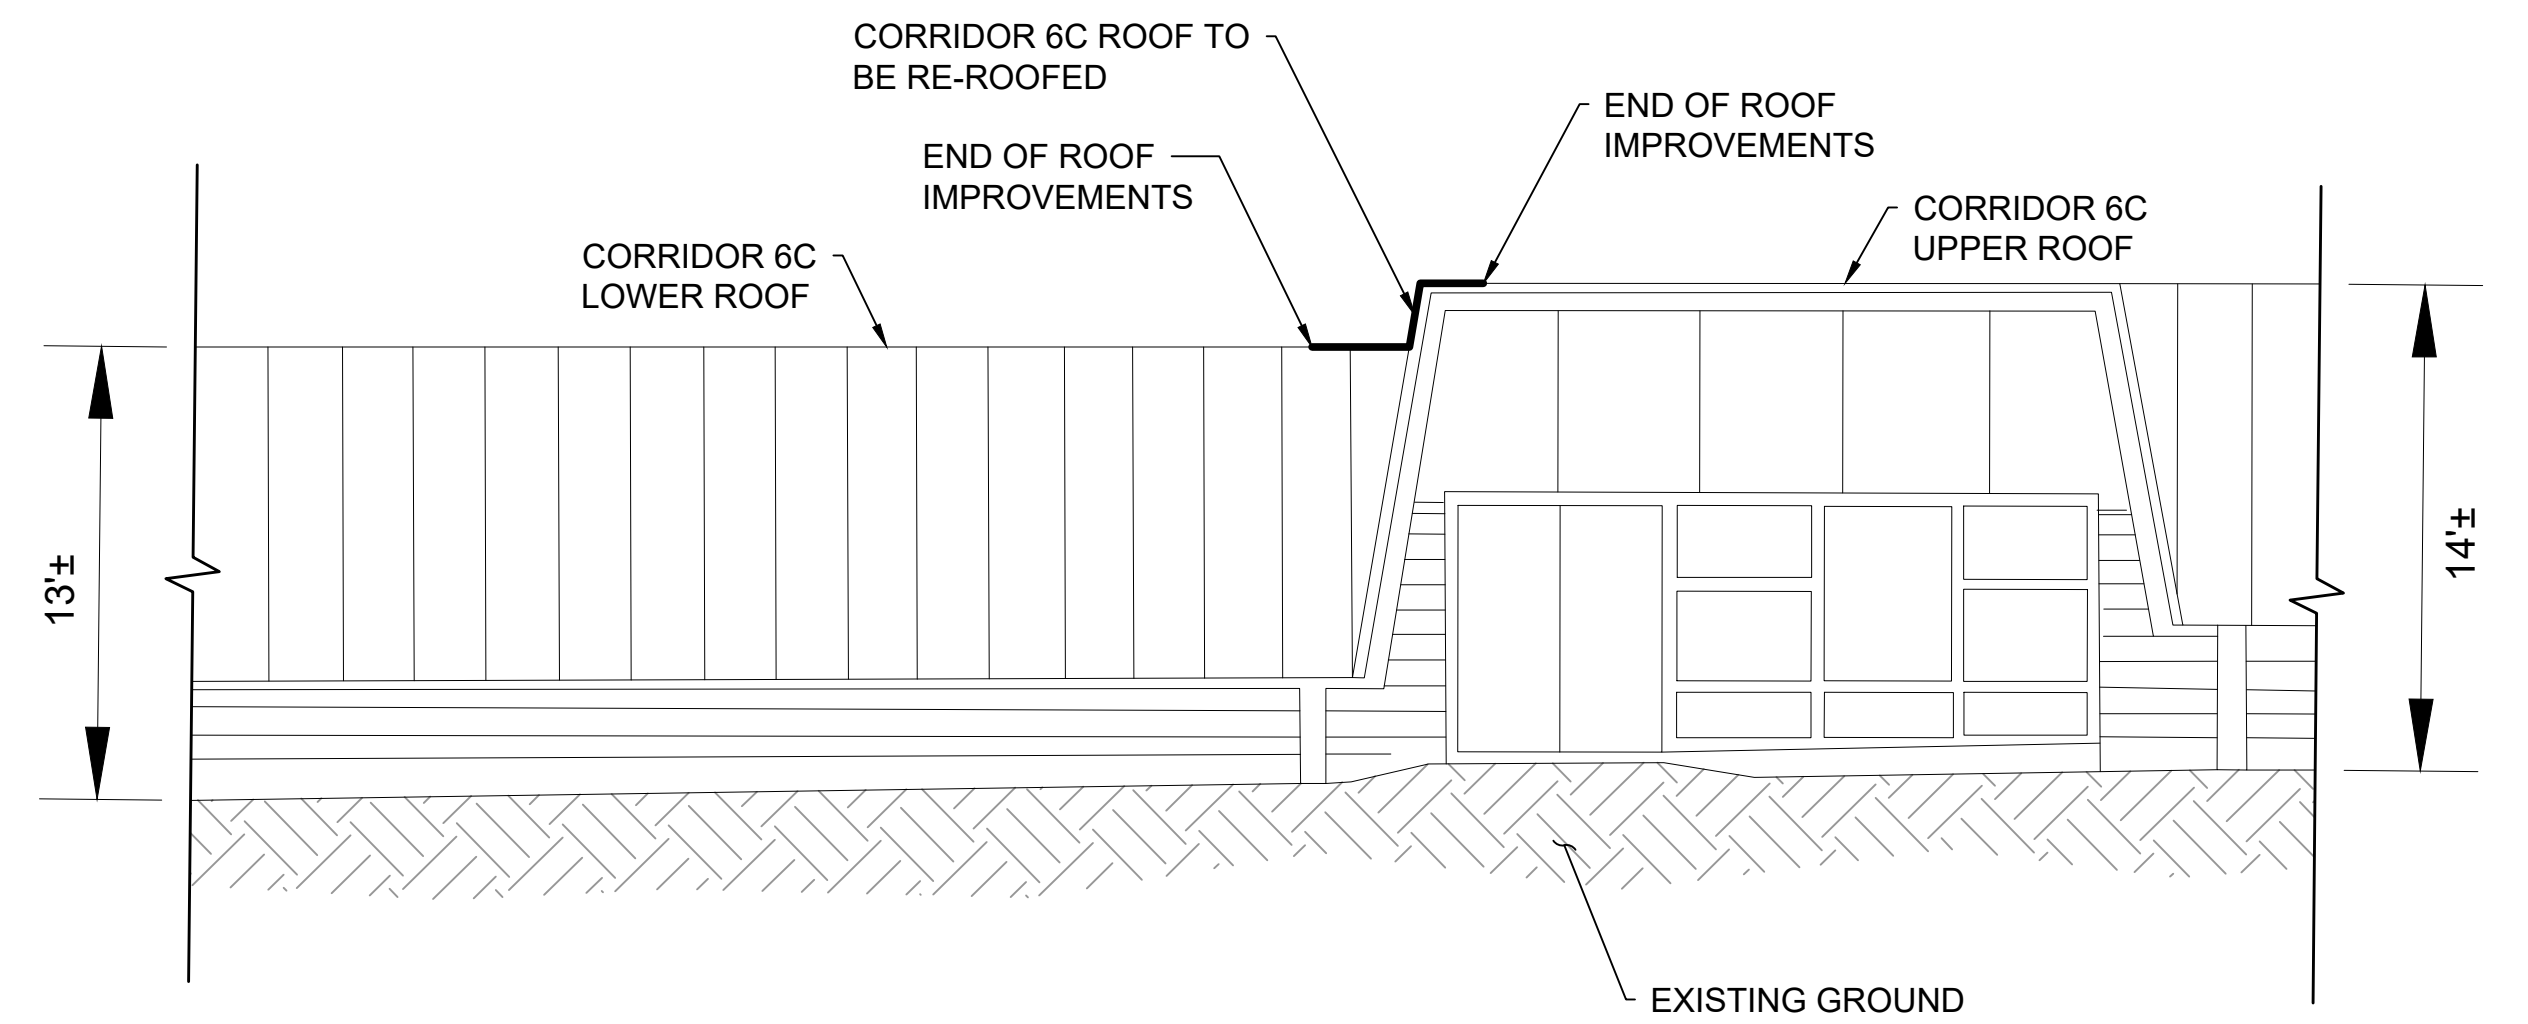 CORRIDOR 6C ROOF TO
BE RE-ROOFED
END OF ROOF
IMPROVEMENTS
END OF ROOF
IMPROVEMENTS
CORRIDOR 6C
UPPER ROOF
CORRIDOR 6C
LOWER ROOF
13'±
14'±
EXISTING GROUND